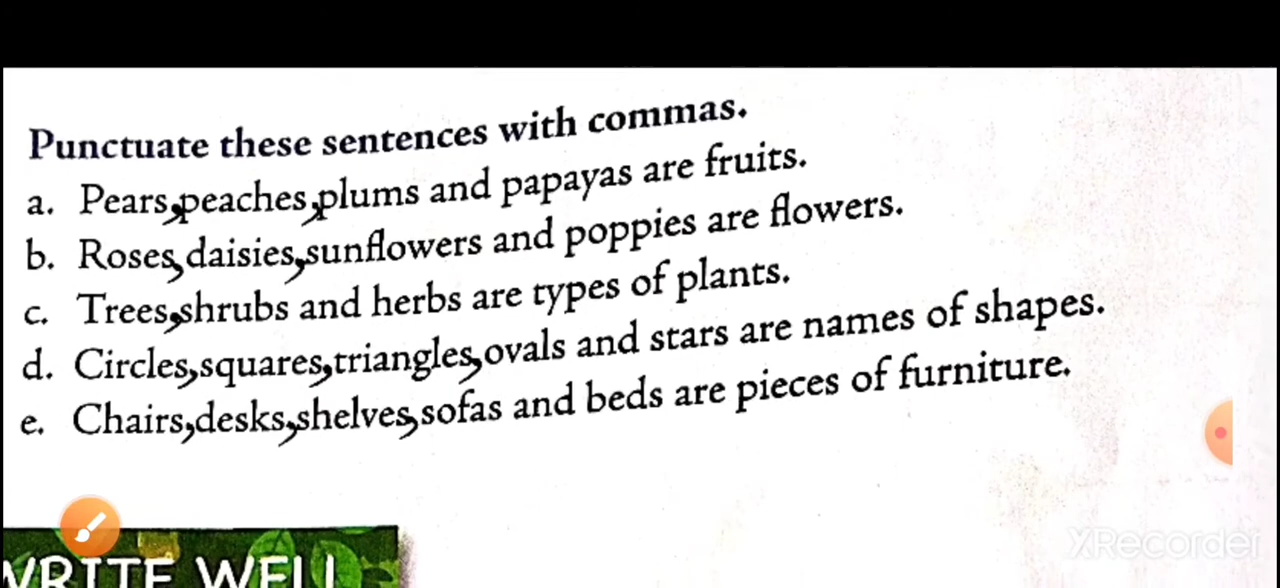 Punctuate these sentences with commas.
a. Pears,peaches,plums and papayas are fruits.
b. Roses,daisies,sunflowers and poppies are flowers.
c. Trees,shrubs and herbs are types of plants.
d. Circles,squares,triangles,ovals and stars are names of shapes.
e. Chairs,desks,shelves,sofas and beds are pieces of furniture.
WRITE WELL
XRecorder